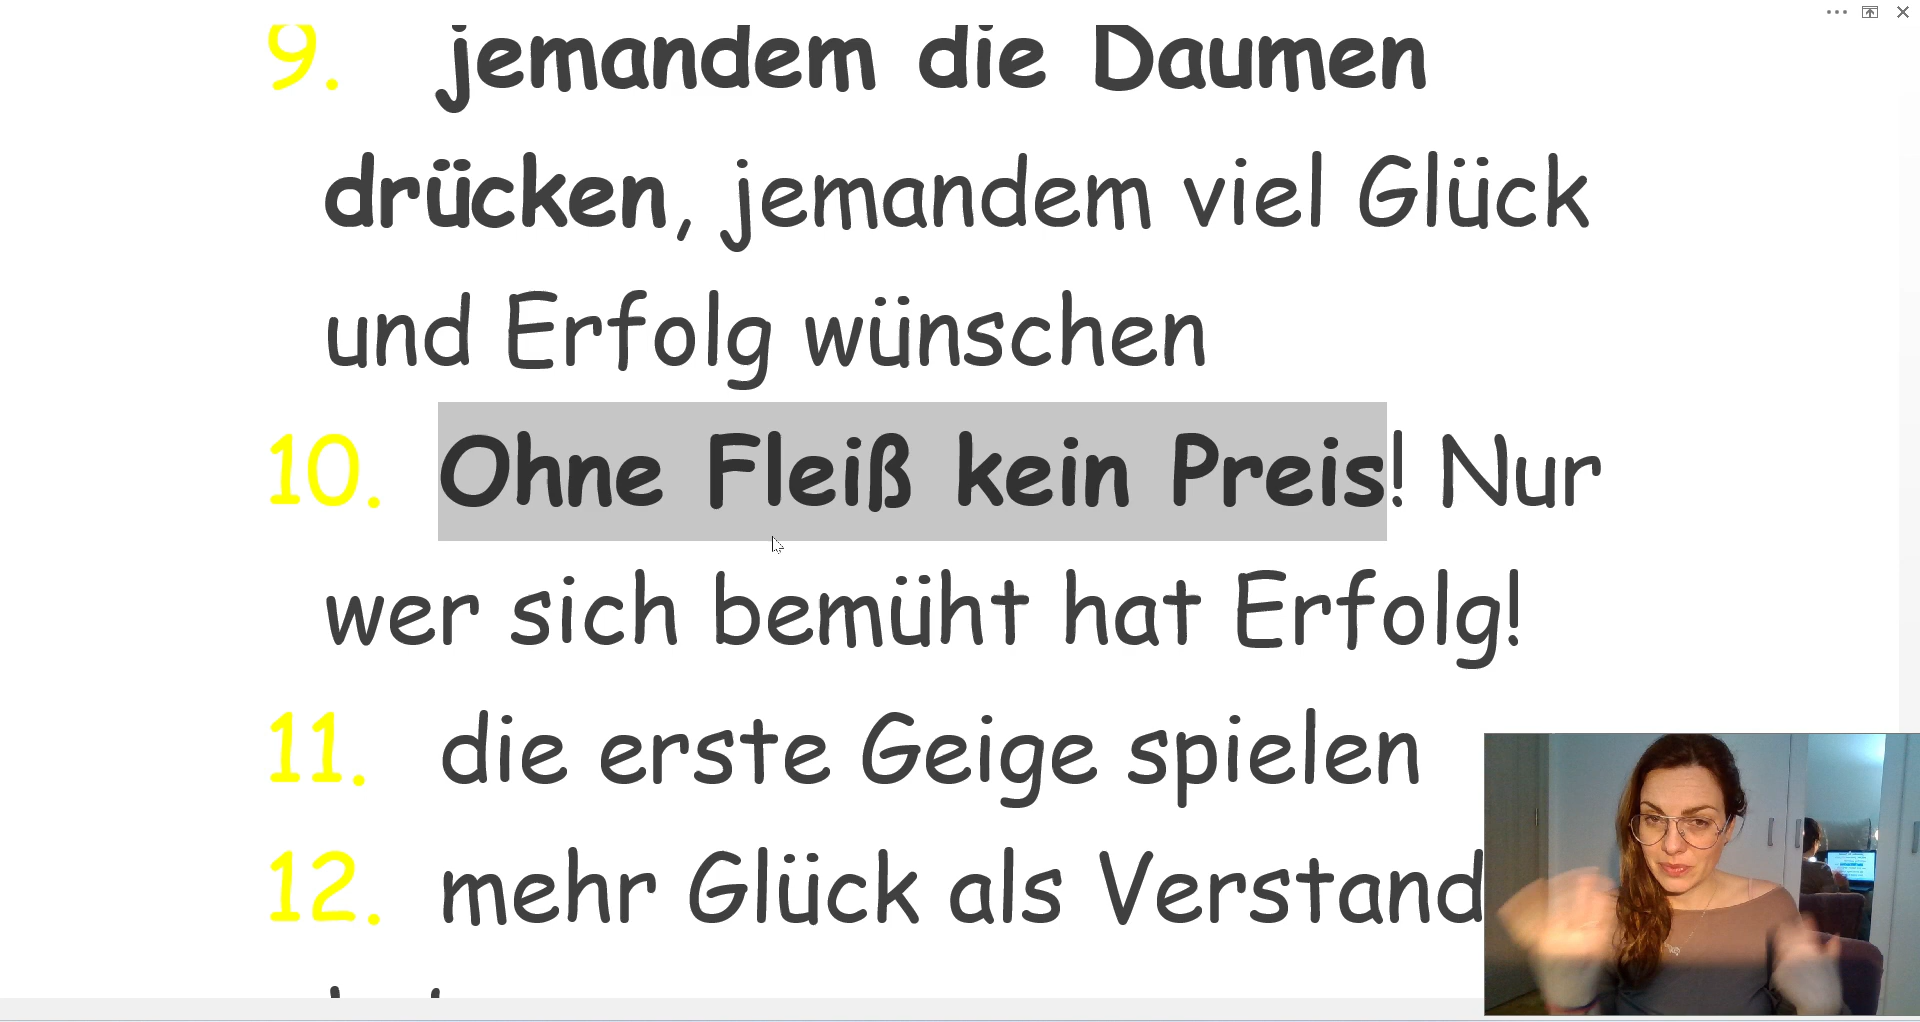 9. jemandem die Daumen
drücken, jemandem viel Glück
und Erfolg wünschen
10. Ohne Fleiß kein Preis! Nur
wer sich bemüht hat Erfolg!
11. die erste Geige spielen
12. mehr Glück als Verstand